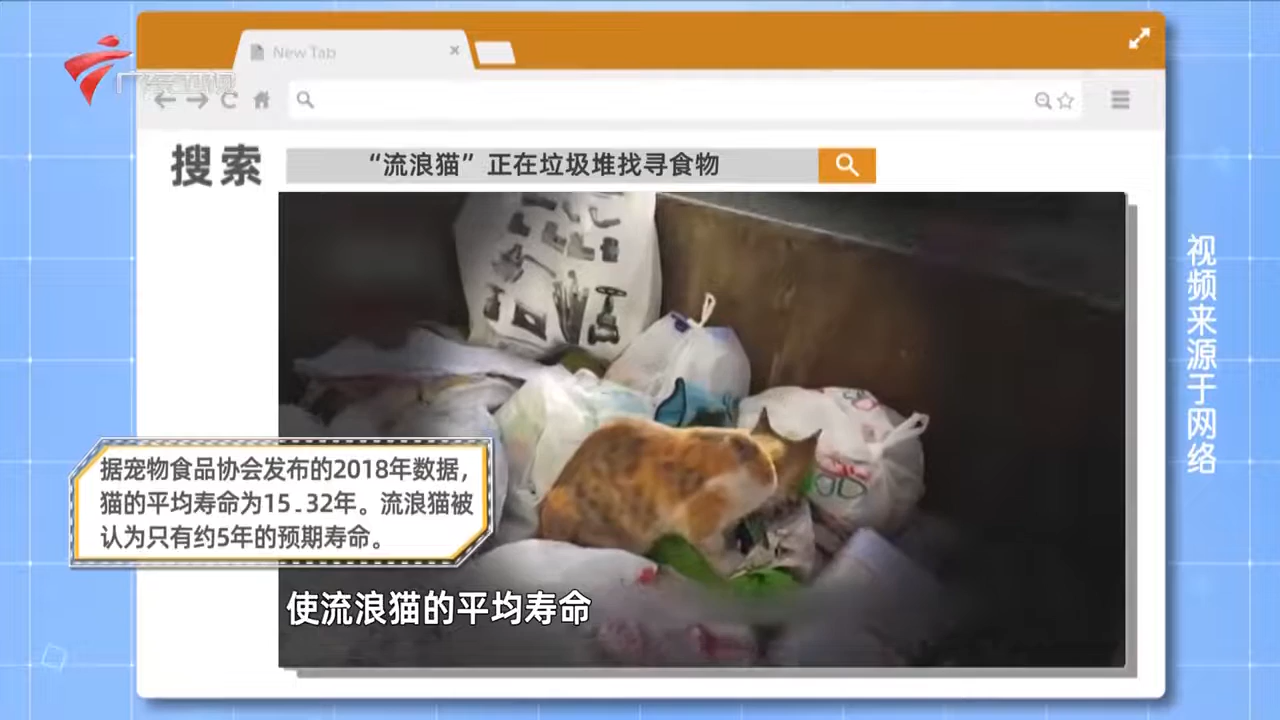 广东卫视
New Tab
搜索
“流浪猫”正在垃圾堆找寻食物
视频来源于网络
据宠物食品协会发布的2018年数据，
猫的平均寿命为15.32年。流浪猫被
认为只有约5年的预期寿命。
使流浪猫的平均寿命